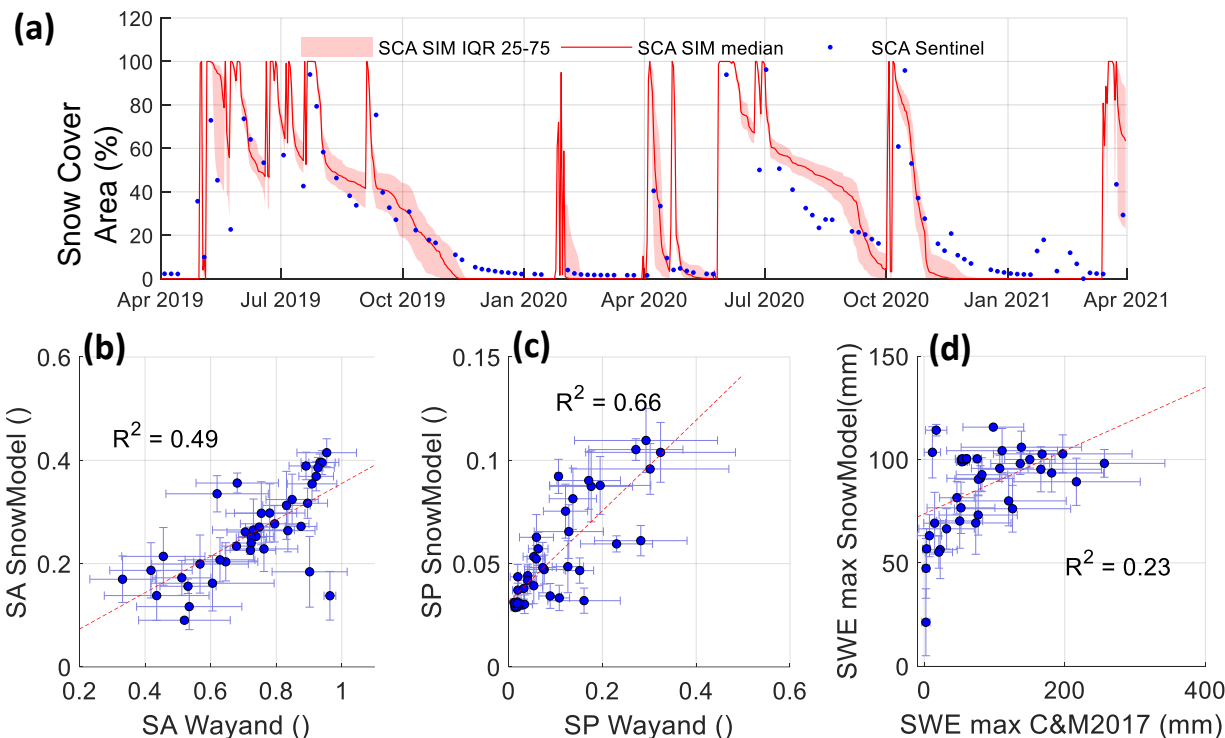 (a)
120
SCA SIM IQR 25-75 SCA SIM median SCA Sentinel
100
80
60
40
20
0
Snow Cover
Area (%)
Apr 2019 Jul 2019 Oct 2019 Jan 2020 Apr 2020 Jul 2020 Oct 2020 Jan 2021 Apr 2021
(b)
0.6
0.4
0.2
0
SA SnowModel ()
R² = 0.49
0.2 0.4 0.6 0.8 1
SA Wayand ()
(c)
0.15
0.1
0.05
0
SP SnowModel ()
R² = 0.66
0 0.2 0.4 0.6
SP Wayand ()
(d)
150
100
50
0
SWE max SnowModel(mm)
R² = 0.23
0 200 400
SWE max C&M2017 (mm)